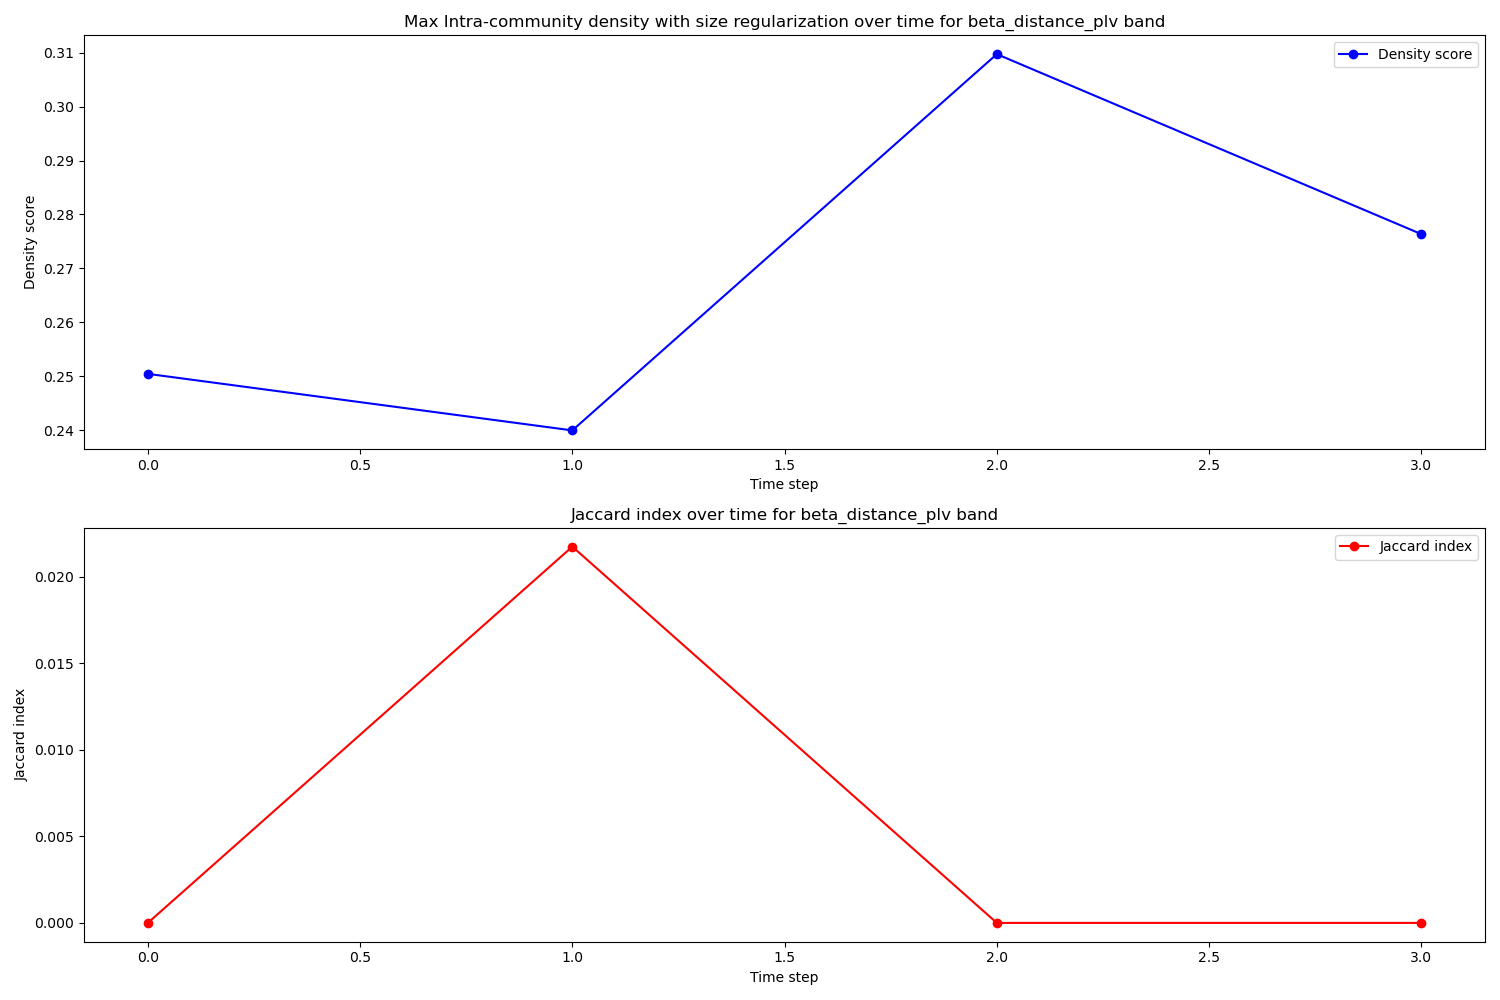 Max Intra-community density with size regularization over time for beta_distance_plv band
Density score
Density score
0.31
0.30
0.29
0.28
0.27
0.26
0.25
0.24
0.0 0.5 1.0 1.5 2.0 2.5 3.0
Time step
Jaccard index over time for beta_distance_plv band
Jaccard index
Jaccard index
0.020
0.015
0.010
0.005
0.000
0.0 0.5 1.0 1.5 2.0 2.5 3.0
Time step